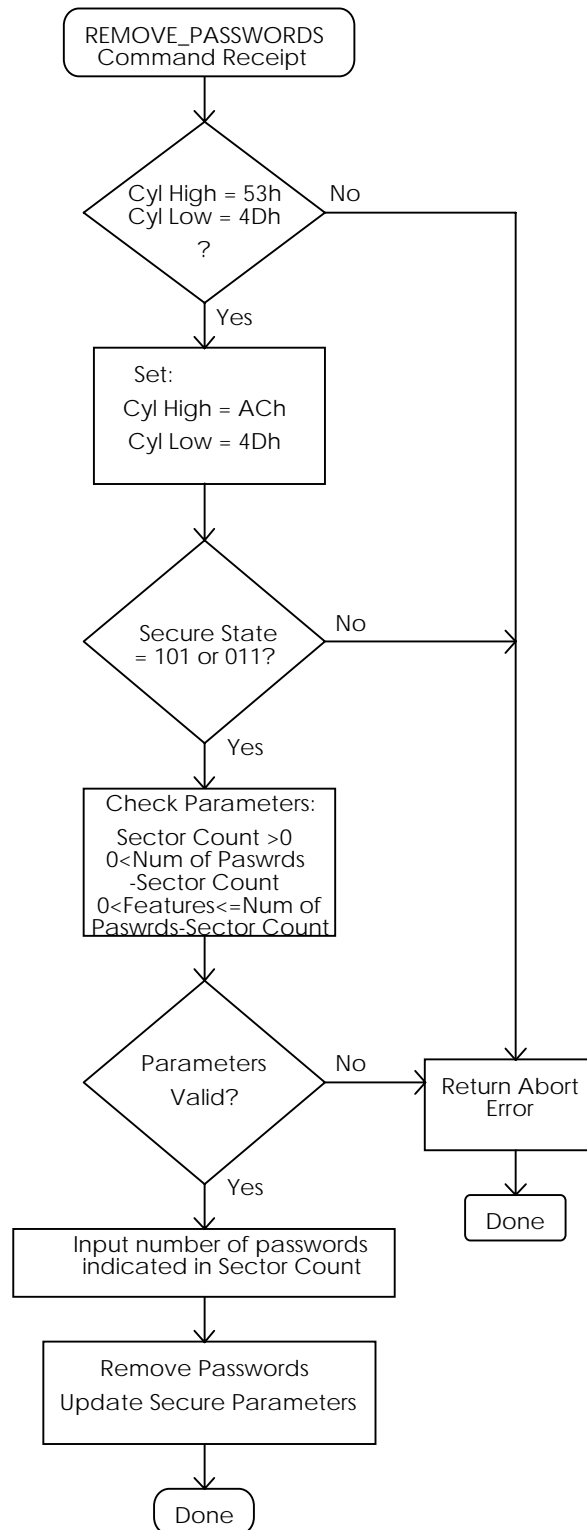 REMOVE_PASSWORDS
Command Receipt
Cyl High = 53h
Cyl Low = 4Dh
?
No
Yes
Set:
Cyl High = ACh
Cyl Low = 4Dh
Secure State
= 101 or 011?
No
Yes
Check Parameters:
Sector Count >0
0<Num of Paswrds
-Sector Count
0<Features<=Num of
Paswrds-Sector Count
Parameters
Valid?
No
Return Abort
Error
Yes
Done
Input number of passwords
indicated in Sector Count
Remove Passwords
Update Secure Parameters
Done